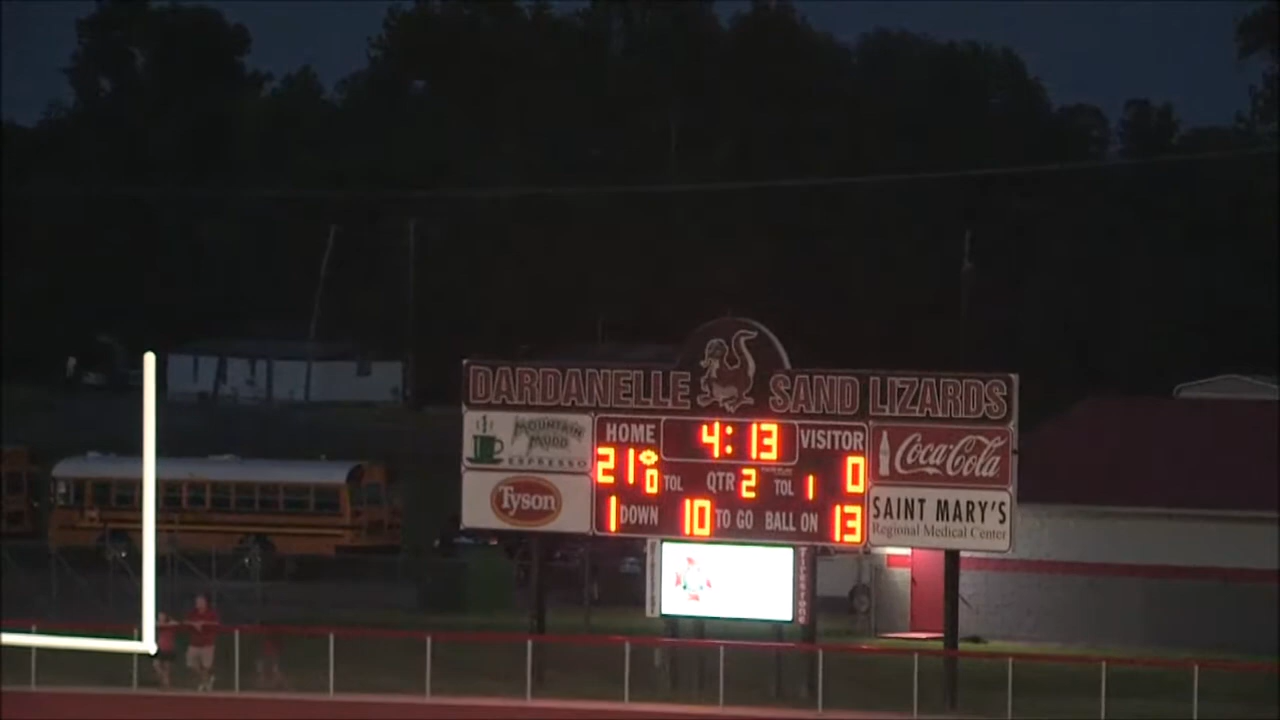 DARDANELLE SAND LIZARDS
MOUNTAIN MUDD
ESPRESSO
Tyson
HOME 4:13 VISITOR
21 0 TOL QTR 2 TOL 1 0
1 DOWN 10 TO GO BALL ON 13
Coca-Cola
SAINT MARY'S
Regional Medical Center